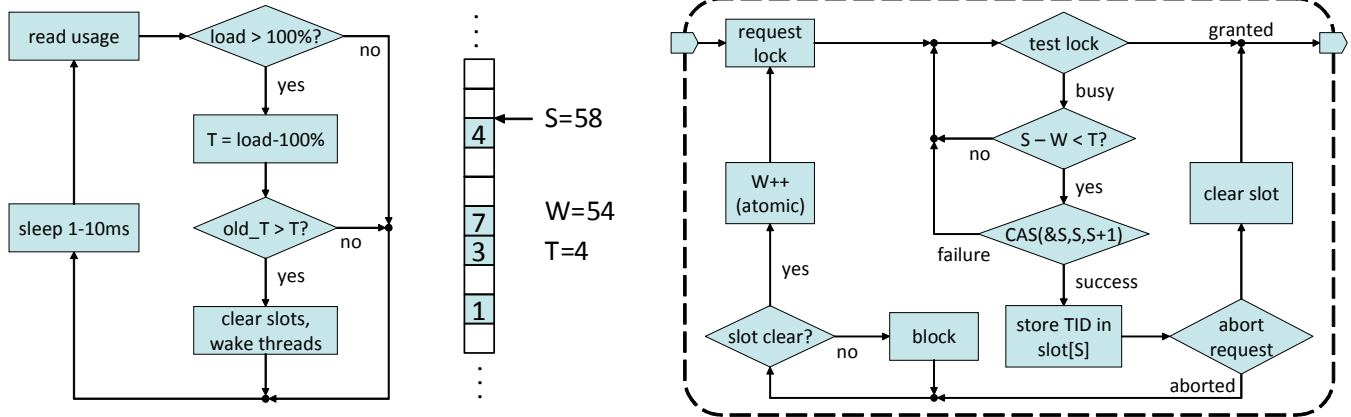 read usage
load > 100%?
no
yes
T = load-100%
old_T > T?
no
sleep 1-10ms
yes
clear slots,
wake threads
S=58
4
W=54
7
T=4
3
1
request
lock
test lock
granted
busy
S – W < T?
no
yes
W++
(atomic)
clear slot
CAS(&S,S,S+1)
failure
success
yes
slot clear?
no
block
store TID in
slot[S]
abort
request
aborted